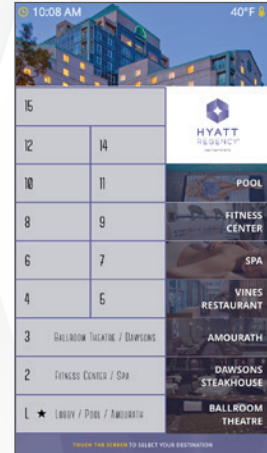 10:08 AM
40°F
15
12
14
10
11
8
9
6
7
4
5
3 BALLROOM THEATRE / DAWSONS
2 FITNESS CENTER / SPA
L ★ LOBBY / POOL / AMOURATH
HYATT
REGENCY
POOL
FITNESS
CENTER
SPA
VINES
RESTAURANT
AMOURATH
DAWSONS
STEAKHOUSE
BALLROOM
THEATRE
TOUCH THE SCREEN TO SELECT YOUR DESTINATION